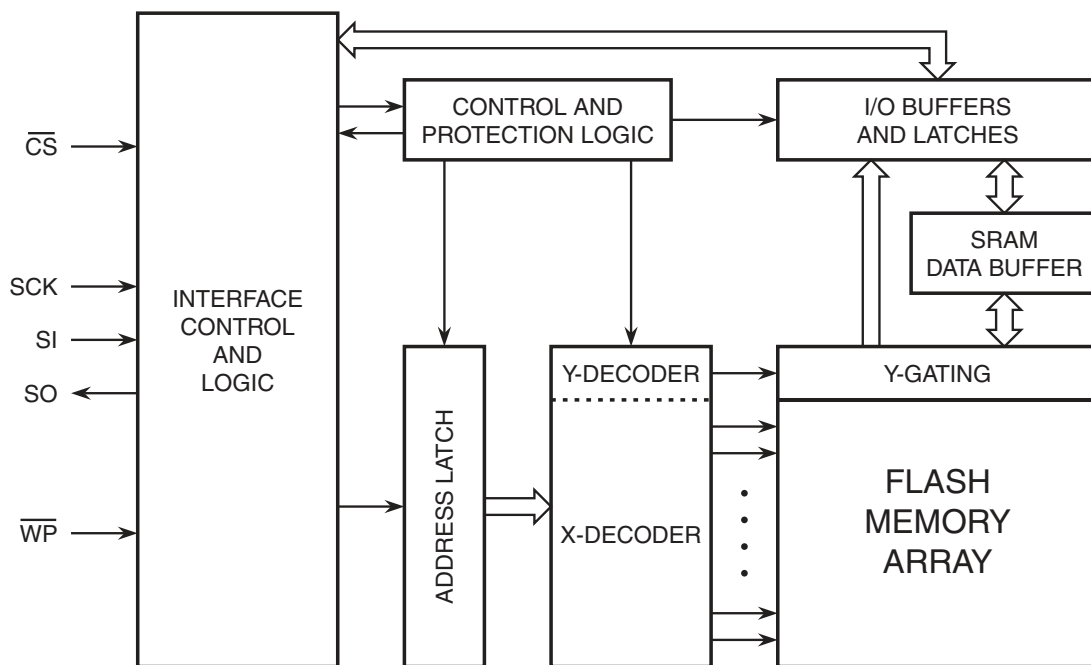 CS
SCK
SI
SO
WP
INTERFACE
CONTROL
AND
LOGIC
CONTROL AND
PROTECTION LOGIC
I/O BUFFERS
AND LATCHES
SRAM
DATA BUFFER
ADDRESS LATCH
Y-DECODER
X-DECODER
Y-GATING
FLASH
MEMORY
ARRAY